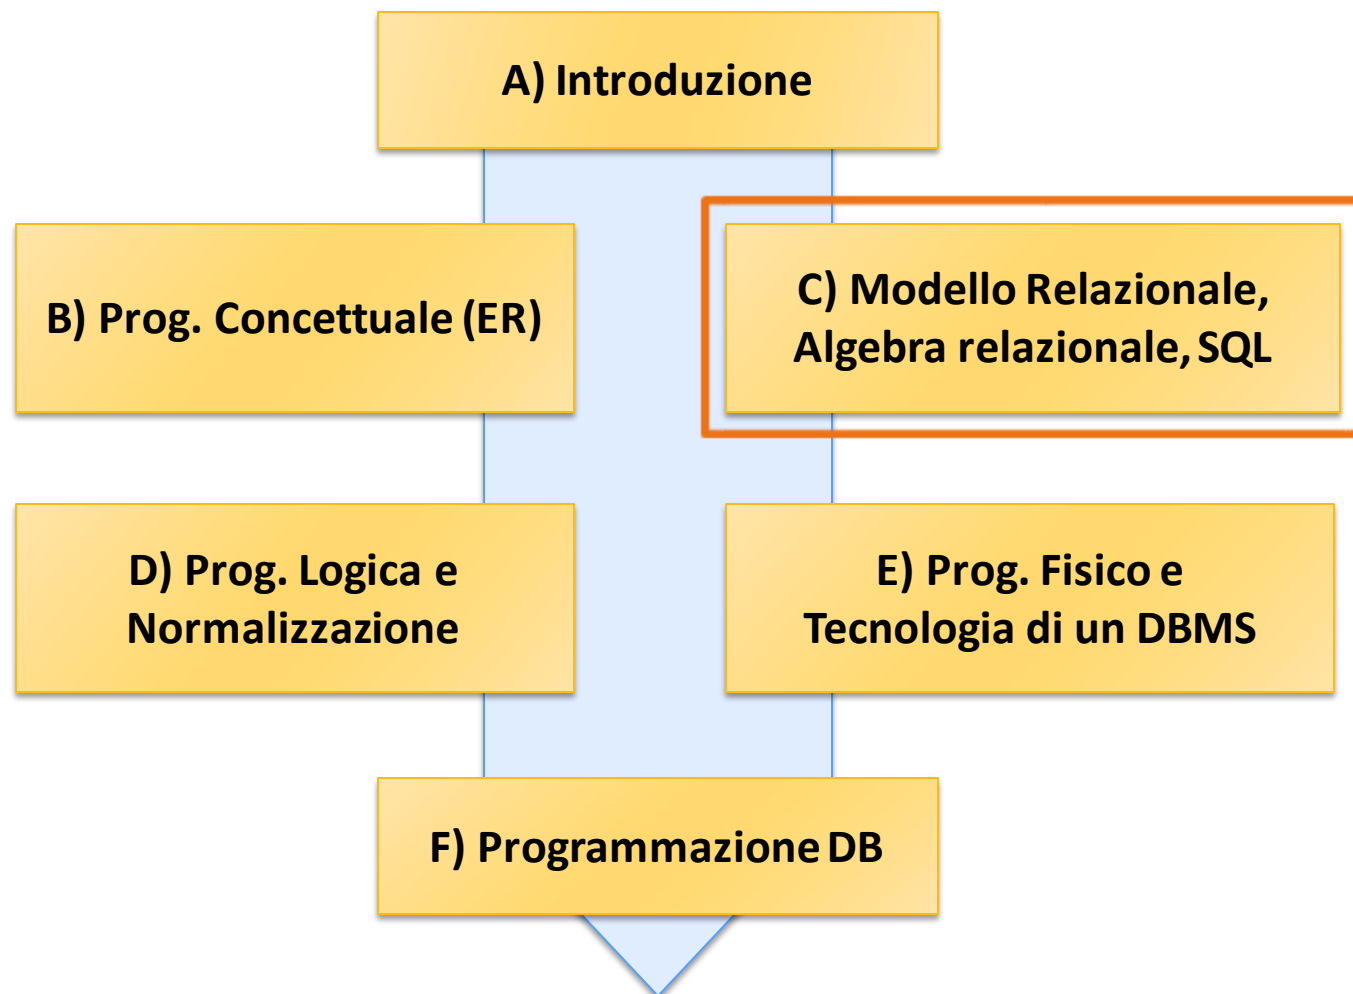 A) Introduzione
B) Prog. Concettuale (ER)
C) Modello Relazionale,
Algebra relazionale, SQL
D) Prog. Logica e
Normalizzazione
E) Prog. Fisico e
Tecnologia di un DBMS
F) Programmazione DB